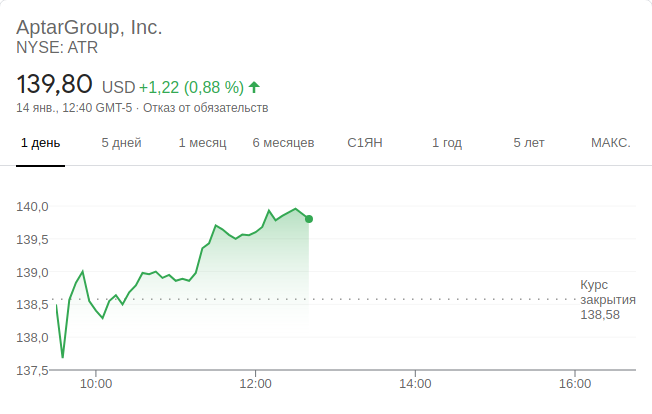 AptarGroup, Inc.
NYSE: ATR
139,80 USD +1,22 (0,88 %)
14 янв., 12:40 GMT-5 · Отказ от обязательств
1 день 5 дней 1 месяц 6 месяцев С1ЯН 1 год 5 лет МАКС.
140,0
139,5
139,0
138,5
138,0
137,5
Курс
закрытия
138,58
10:00 12:00 14:00 16:00